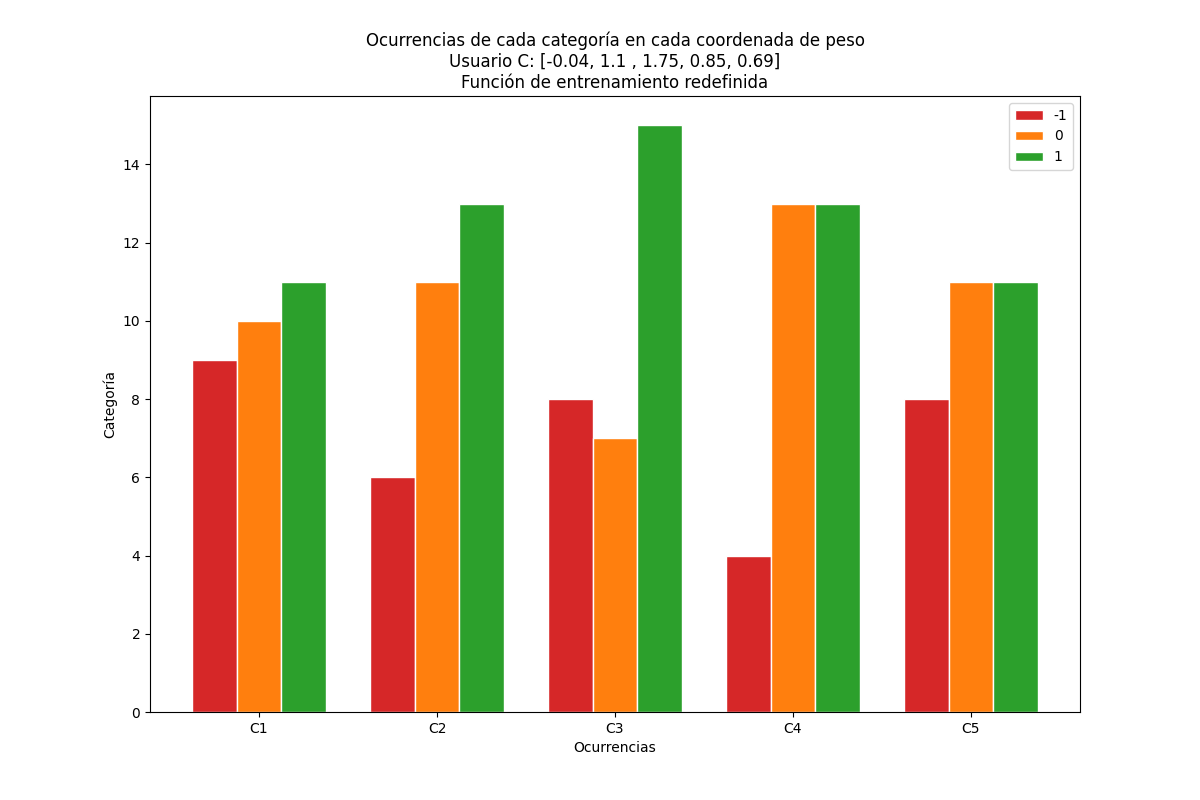 Ocurrencias de cada categoría en cada coordenada de peso
Usuario C: [-0.04, 1.1 , 1.75, 0.85, 0.69]
Función de entrenamiento redefinida
-1
0
1
14
12
10
8
6
4
2
0
Categoría
C1 C2 C3 C4 C5
Ocurrencias